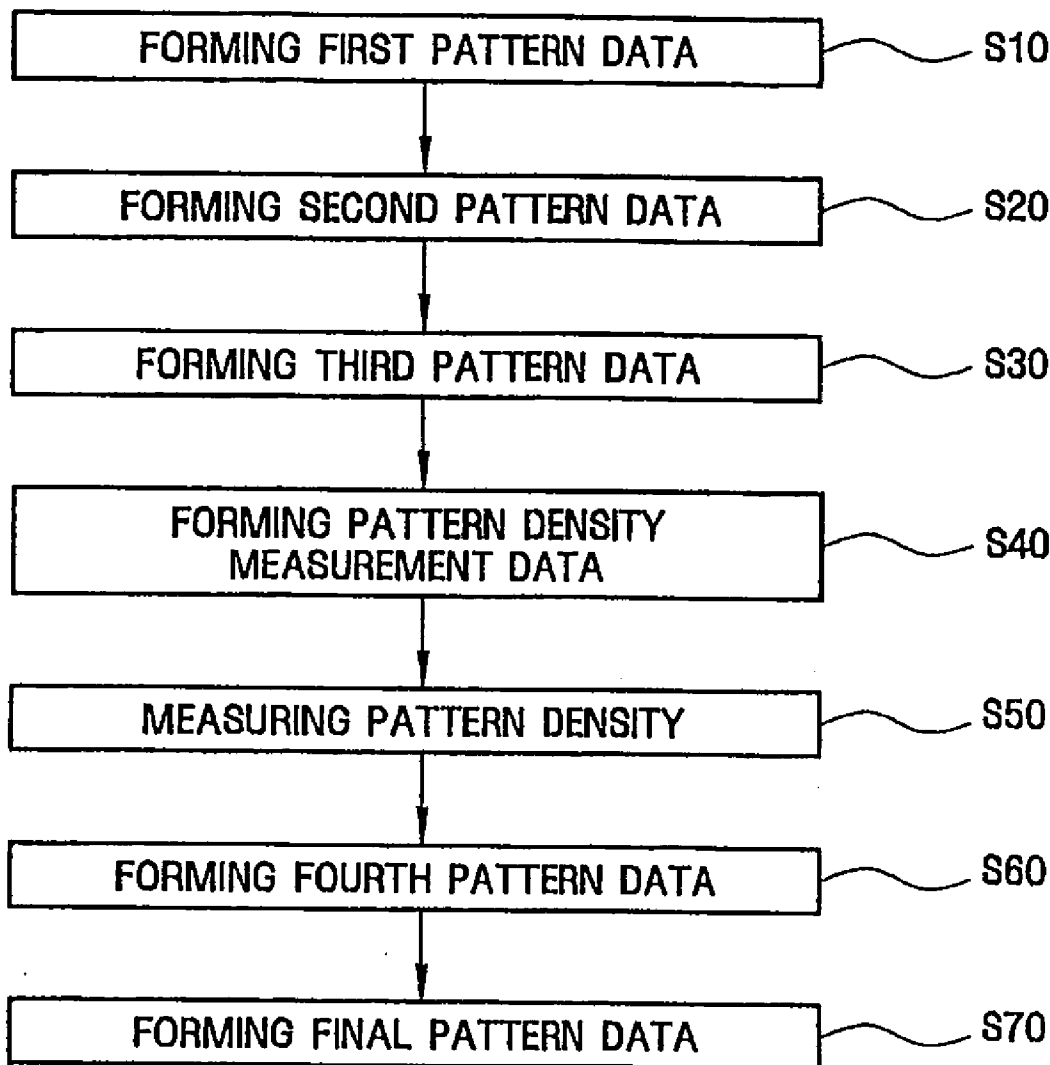 FORMING FIRST PATTERN DATA S10
FORMING SECOND PATTERN DATA S20
FORMING THIRD PATTERN DATA S30
FORMING PATTERN DENSITY
MEASUREMENT DATA S40
MEASURING PATTERN DENSITY S50
FORMING FOURTH PATTERN DATA S60
FORMING FINAL PATTERN DATA S70